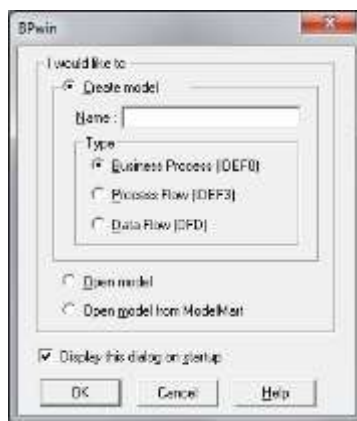 BPwin
I would like to
Create model
Name :
Type
Business Process (IDEF0)
Process Flow (IDEF3)
Data Flow (DFD)
Open model
Open model from ModelMart
Display this dialog on startup
OK Cancel Help